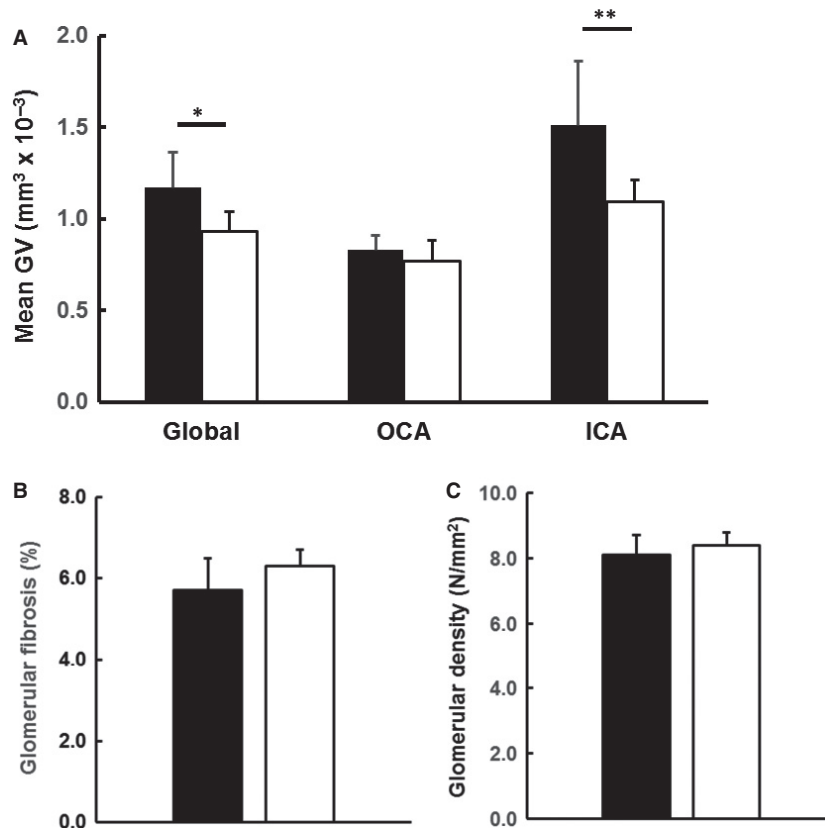 A
Mean GV (mm³ x 10⁻³)
2.0
1.5
1.0
0.5
0.0
*
**
Global OCA ICA
B
Glomerular fibrosis (%)
8.0
6.0
4.0
2.0
0.0
C
Glomerular density (N/mm²)
10.0
8.0
6.0
4.0
2.0
0.0